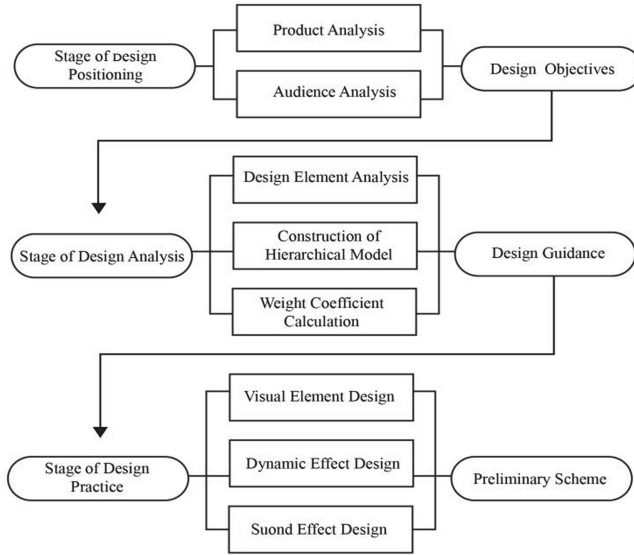 Product Analysis
Stage of Design
Positioning
Audience Analysis
Design Objectives
Design Element Analysis
Stage of Design Analysis
Construction of
Hierarchical Model
Design Guidance
Weight Coefficient
Calculation
Visual Element Design
Stage of Design
Practice
Dynamic Effect Design
Preliminary Scheme
Suond Effect Design